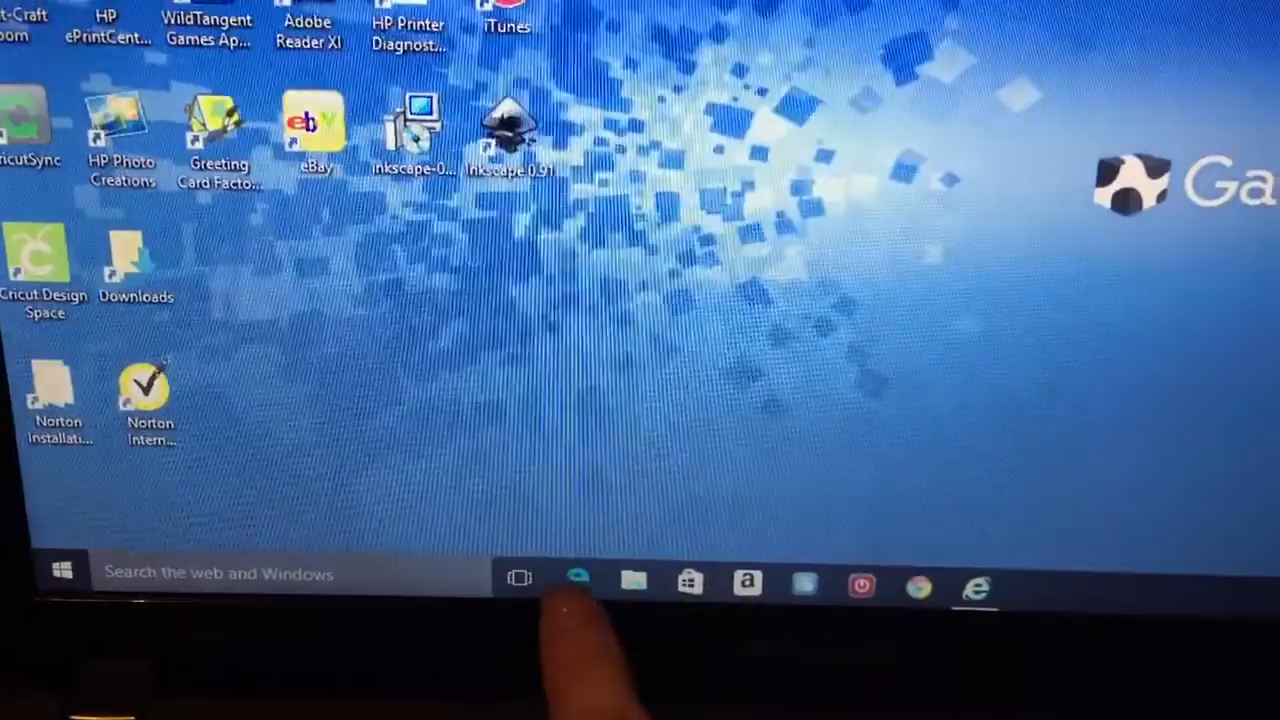 t-Craft
HP
ePrintCent...
WildTangent
Games Ap...
Adobe
Reader XI
HP Printer
Diagnost...
iTunes
ricutSync
HP Photo
Creations
Greeting
Card Facto...
eb y
eBay
inkscape-0...
Inkscape 0.91
Ga
Cricut Design
Space
Downloads
Norton
Installati...
Norton
Intern...
Search the web and Windows
a